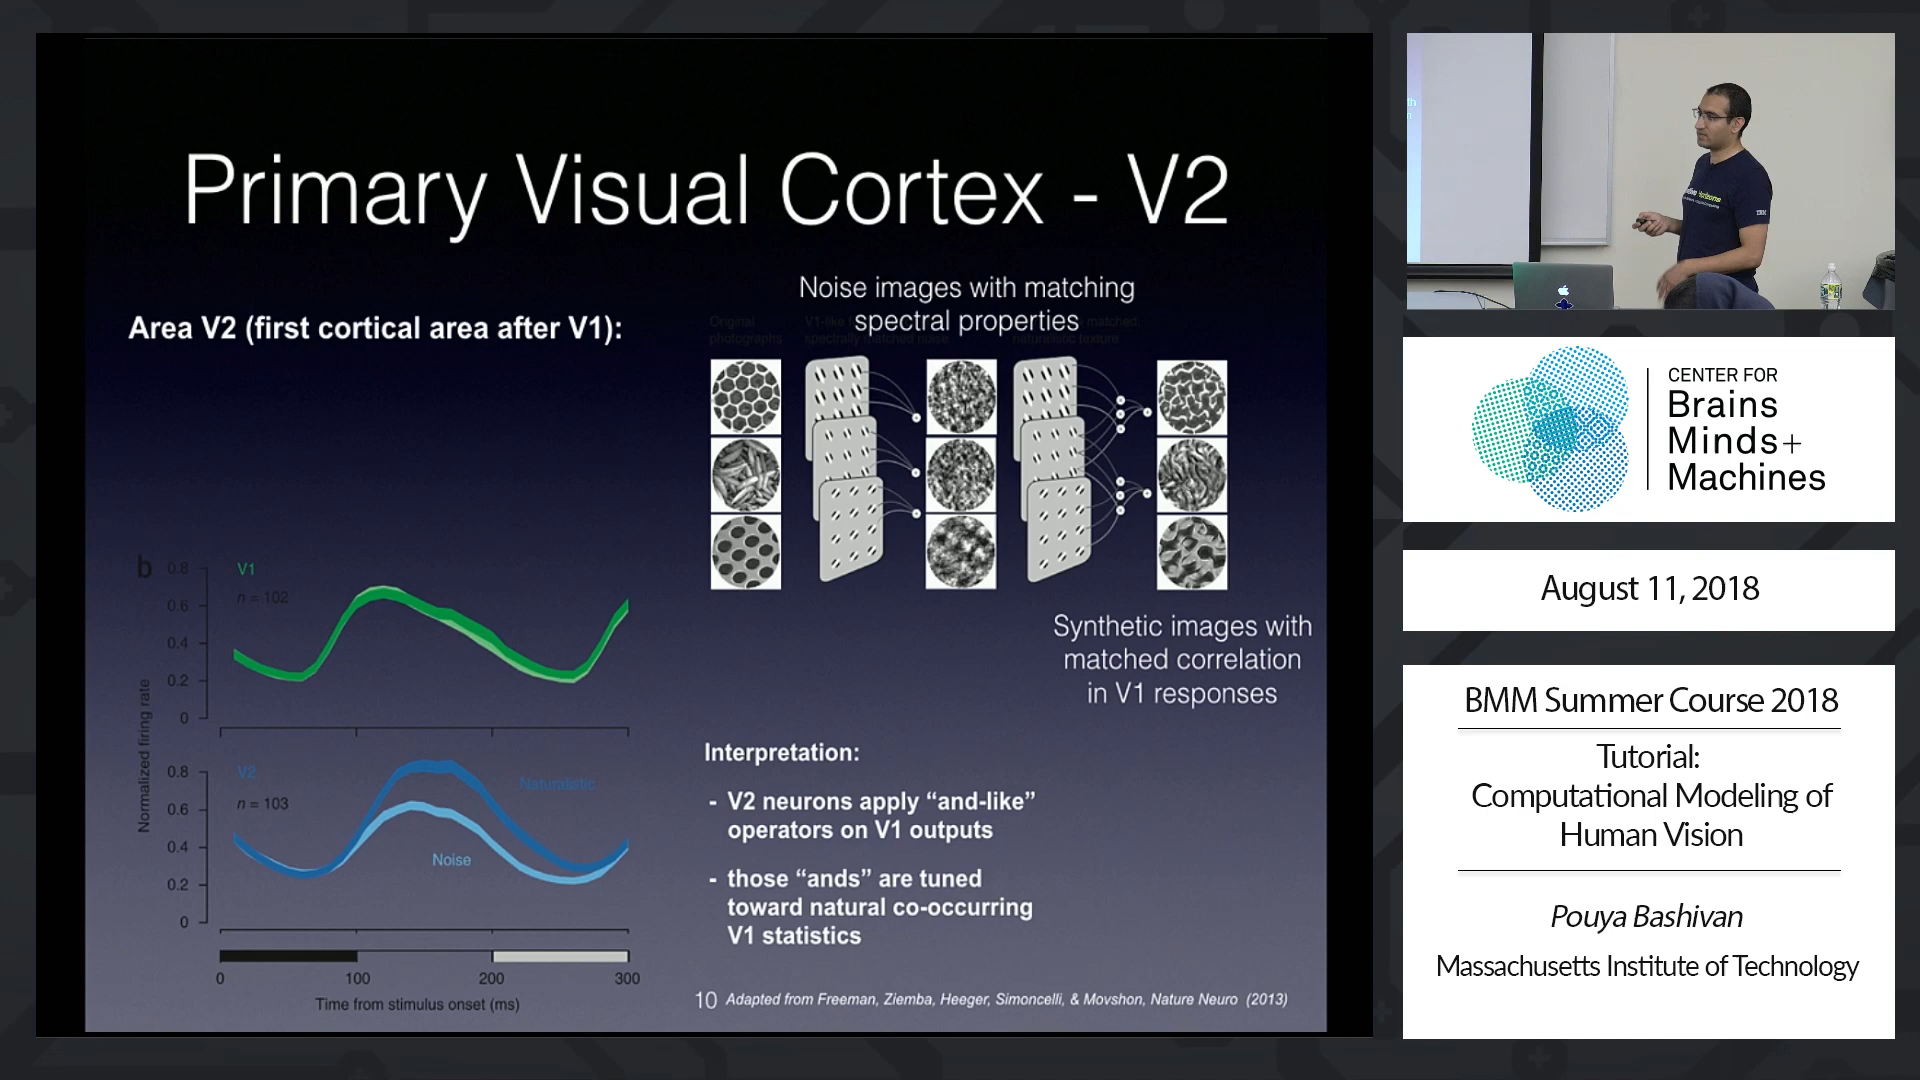 Primary Visual Cortex - V2
Area V2 (first cortical area after V1):
Noise images with matching
spectral properties
Original
photographs
V1-like
spectrally matched noise
matched
naturalistic texture
Synthetic images with
matched correlation
in V1 responses
b
V1
n = 102
0.8
0.6
0.4
0.2
0
Normalized firing rate
V2
n = 103
Naturalistic
Noise
0.8
0.6
0.4
0.2
0
0
100
200
300
Time from stimulus onset (ms)
Interpretation:
- V2 neurons apply “and-like”
operators on V1 outputs
- those “ands” are tuned
toward natural co-occurring
V1 statistics
10 Adapted from Freeman, Ziemba, Heeger, Simoncelli, & Movshon, Nature Neuro (2013)
Horizons
IBM
CENTER FOR
Brains
Minds+
Machines
August 11, 2018
BMM Summer Course 2018
Tutorial:
Computational Modeling of
Human Vision
Pouya Bashivan
Massachusetts Institute of Technology